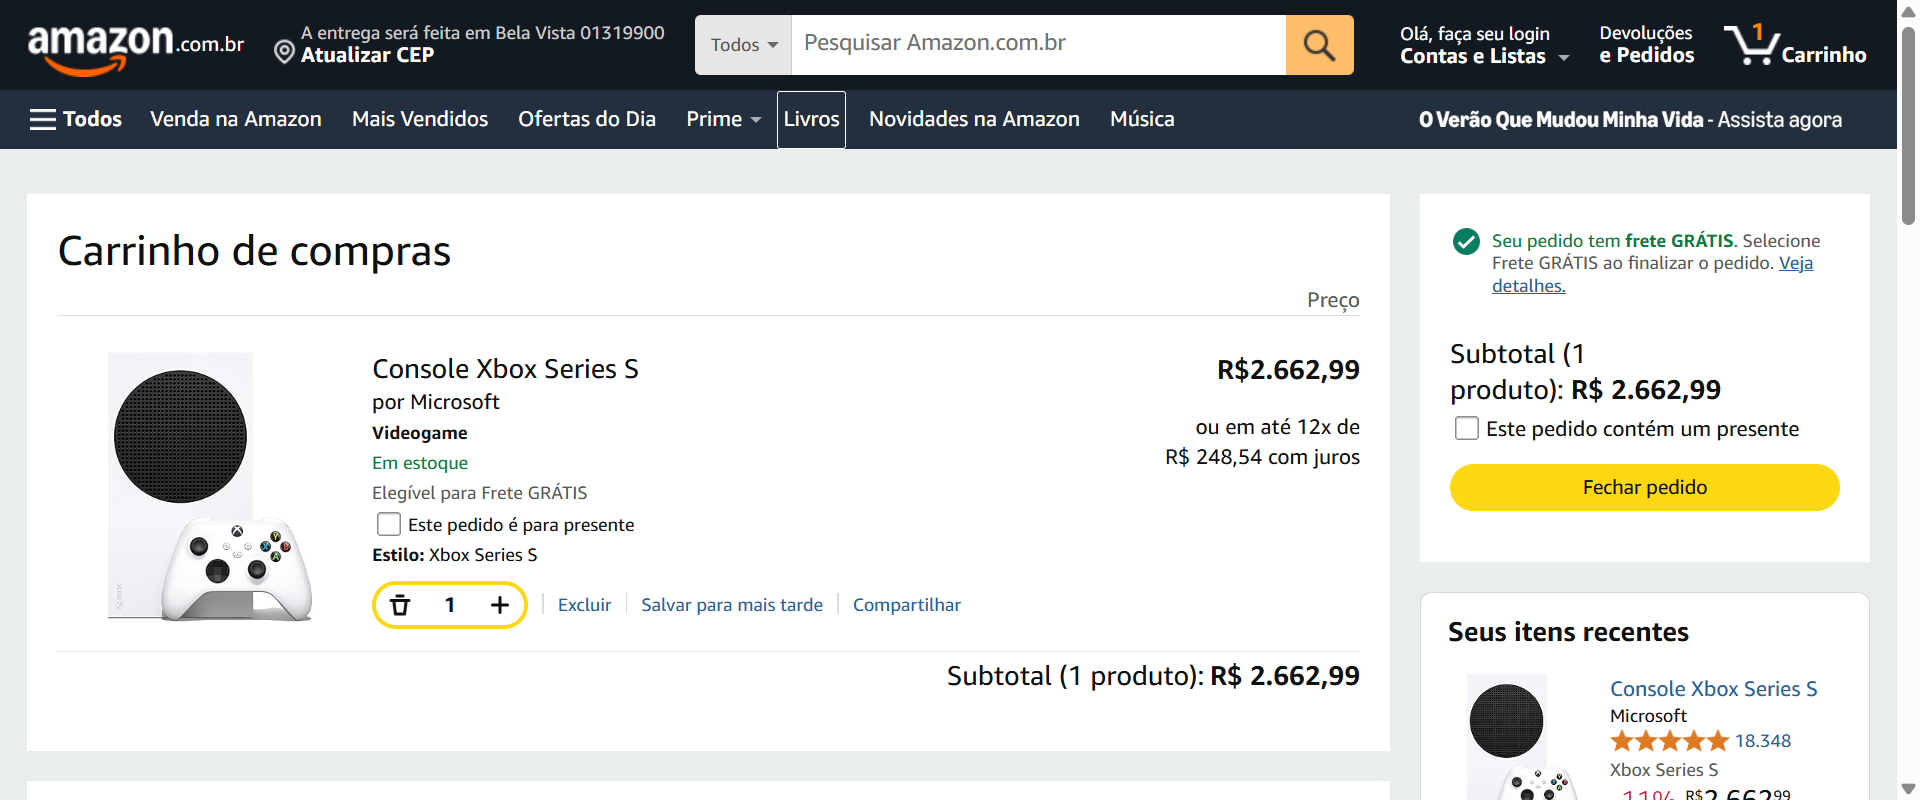 amazon.com.br
A entrega será feita em Bela Vista 01319900
Atualizar CEP
Todos
Pesquisar Amazon.com.br
Olá, faça seu login
Contas e Listas
Devoluções
e Pedidos
1
Carrinho
Todos
Venda na Amazon
Mais Vendidos
Ofertas do Dia
Prime
Livros
Novidades na Amazon
Música
O Verão Que Mudou Minha Vida - Assista agora
Carrinho de compras
Preço
Console Xbox Series S
R$2.662,99
por Microsoft
Videogame
ou em até 12x de
R$ 248,54 com juros
Em estoque
Elegível para Frete GRÁTIS
Este pedido é para presente
Estilo: Xbox Series S
1
Excluir
Salvar para mais tarde
Compartilhar
Subtotal (1 produto): R$ 2.662,99
Seu pedido tem frete GRÁTIS. Selecione
Frete GRÁTIS ao finalizar o pedido. Veja
detalhes.
Subtotal (1
produto): R$ 2.662,99
Este pedido contém um presente
Fechar pedido
Seus itens recentes
Console Xbox Series S
Microsoft
18.348
Xbox Series S
-11% R$2.66299